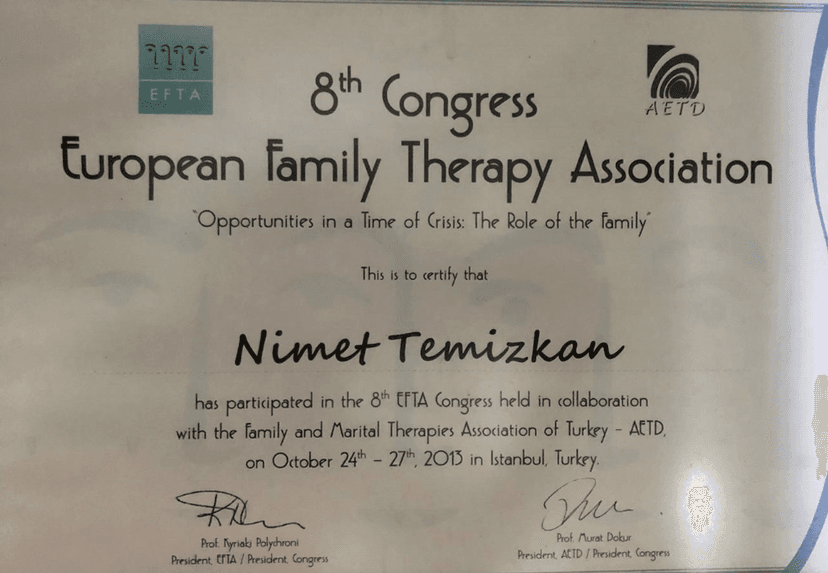 EFTA
AETD
8th Congress
European Family Therapy Association
"Opportunities in a Time of Crisis: The Role of the Family"
This is to certify that
Nimet Temizkan
has participated in the 8th EFTA Congress held in collaboration
with the Family and Marital Therapies Association of Turkey - AETD,
on October 24th - 27th, 2013 in Istanbul, Turkey.
Prof. Kyriaki Polychroni
President, EFTA / President, Congress
Prof. Murat Dokur
President, AETD / President, Congress